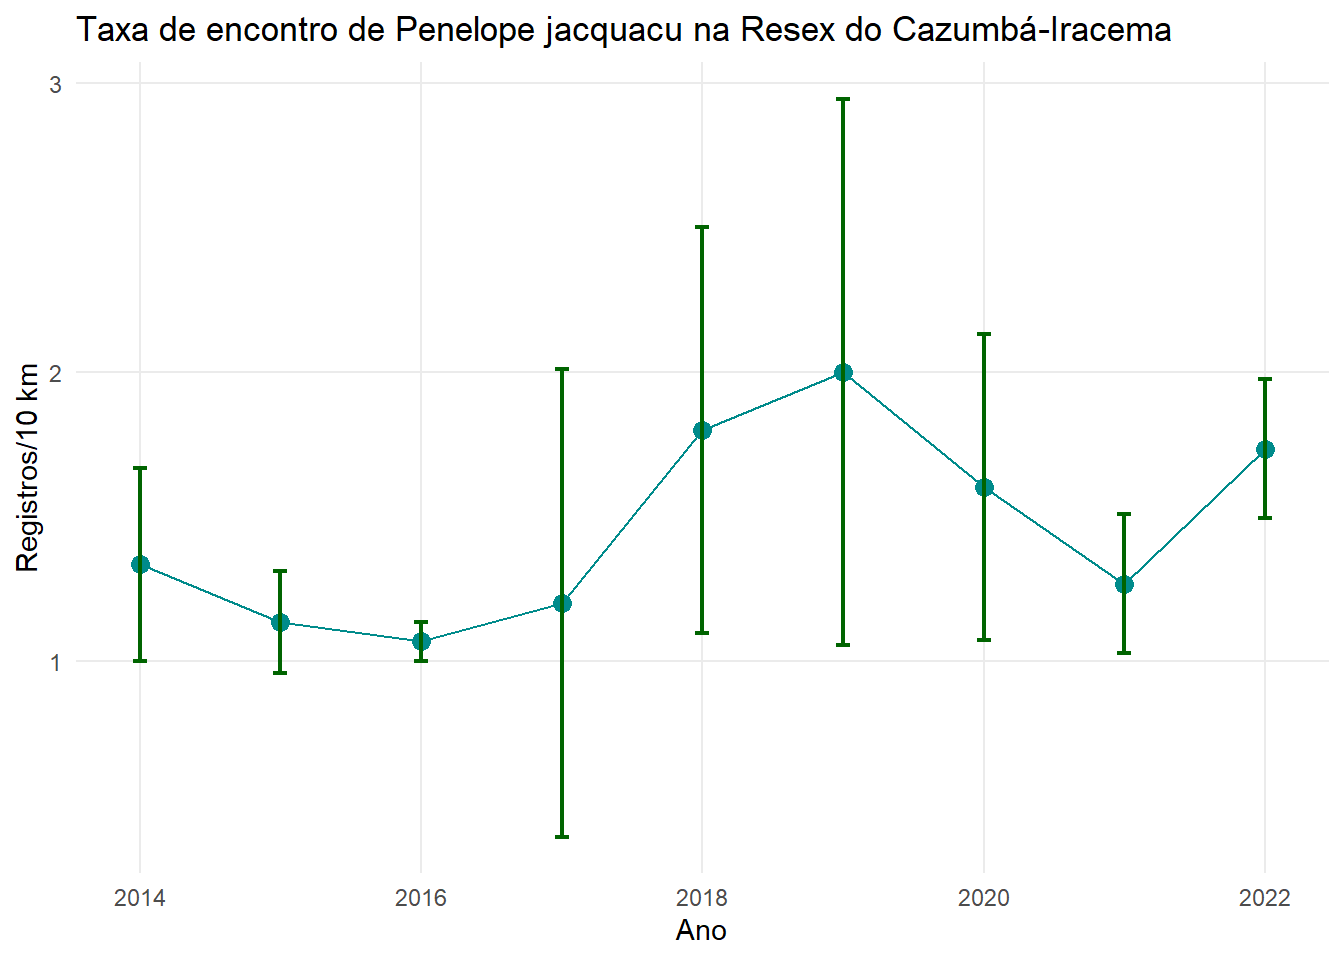 Taxa de encontro de Penelope jacquacu na Resex do Cazumbá-Iracema
Registros/10 km
3
2
1
2014
2016
2018
2020
2022
Ano